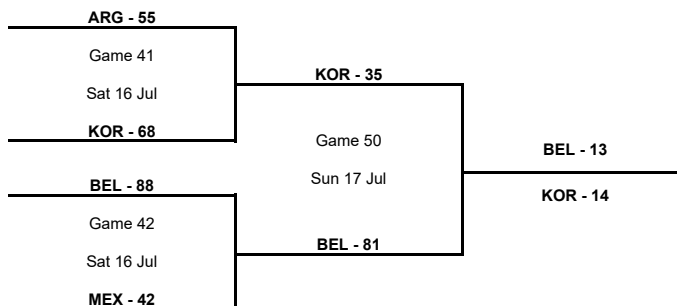 ARG - 55
Game 41
Sat 16 Jul
KOR - 68
KOR - 35
Game 50
Sun 17 Jul
BEL - 81
BEL - 88
Game 42
Sat 16 Jul
MEX - 42
BEL - 13
KOR - 14